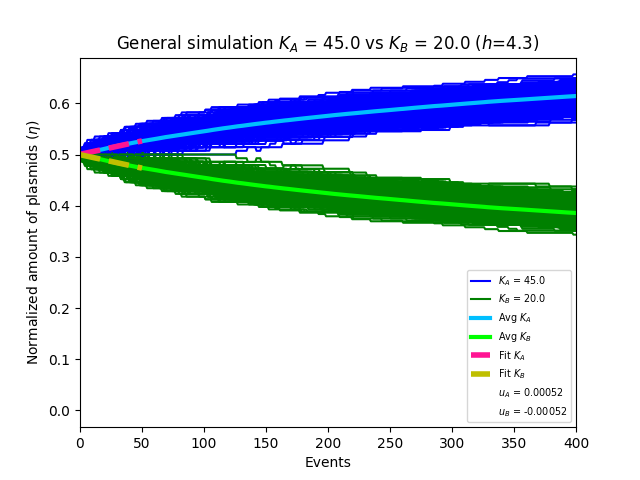 General simulation K_A = 45.0 vs K_B = 20.0 (h=4.3)
Normalized amount of plasmids (η)
0.6
0.5
0.4
0.3
0.2
0.1
0.0
K_A = 45.0
K_B = 20.0
Avg K_A
Avg K_B
Fit K_A
Fit K_B
u_A = 0.00052
u_B = -0.00052
0 50 100 150 200 250 300 350 400
Events